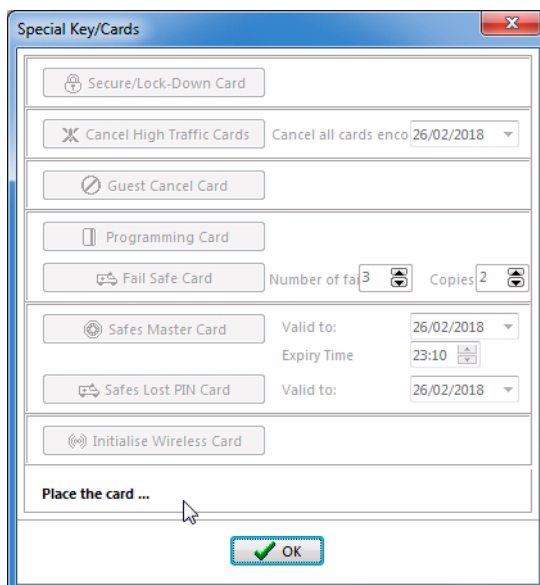 Special Key/Cards
Secure/Lock-Down Card
Cancel High Traffic Cards Cancel all cards enco 26/02/2018
Guest Cancel Card
Programming Card
Fail Safe Card Number of fai 3 Copies 2
Safes Master Card Valid to: 26/02/2018
Expiry Time 23:10
Safes Lost PIN Card Valid to: 26/02/2018
Initialise Wireless Card
Place the card ...
OK